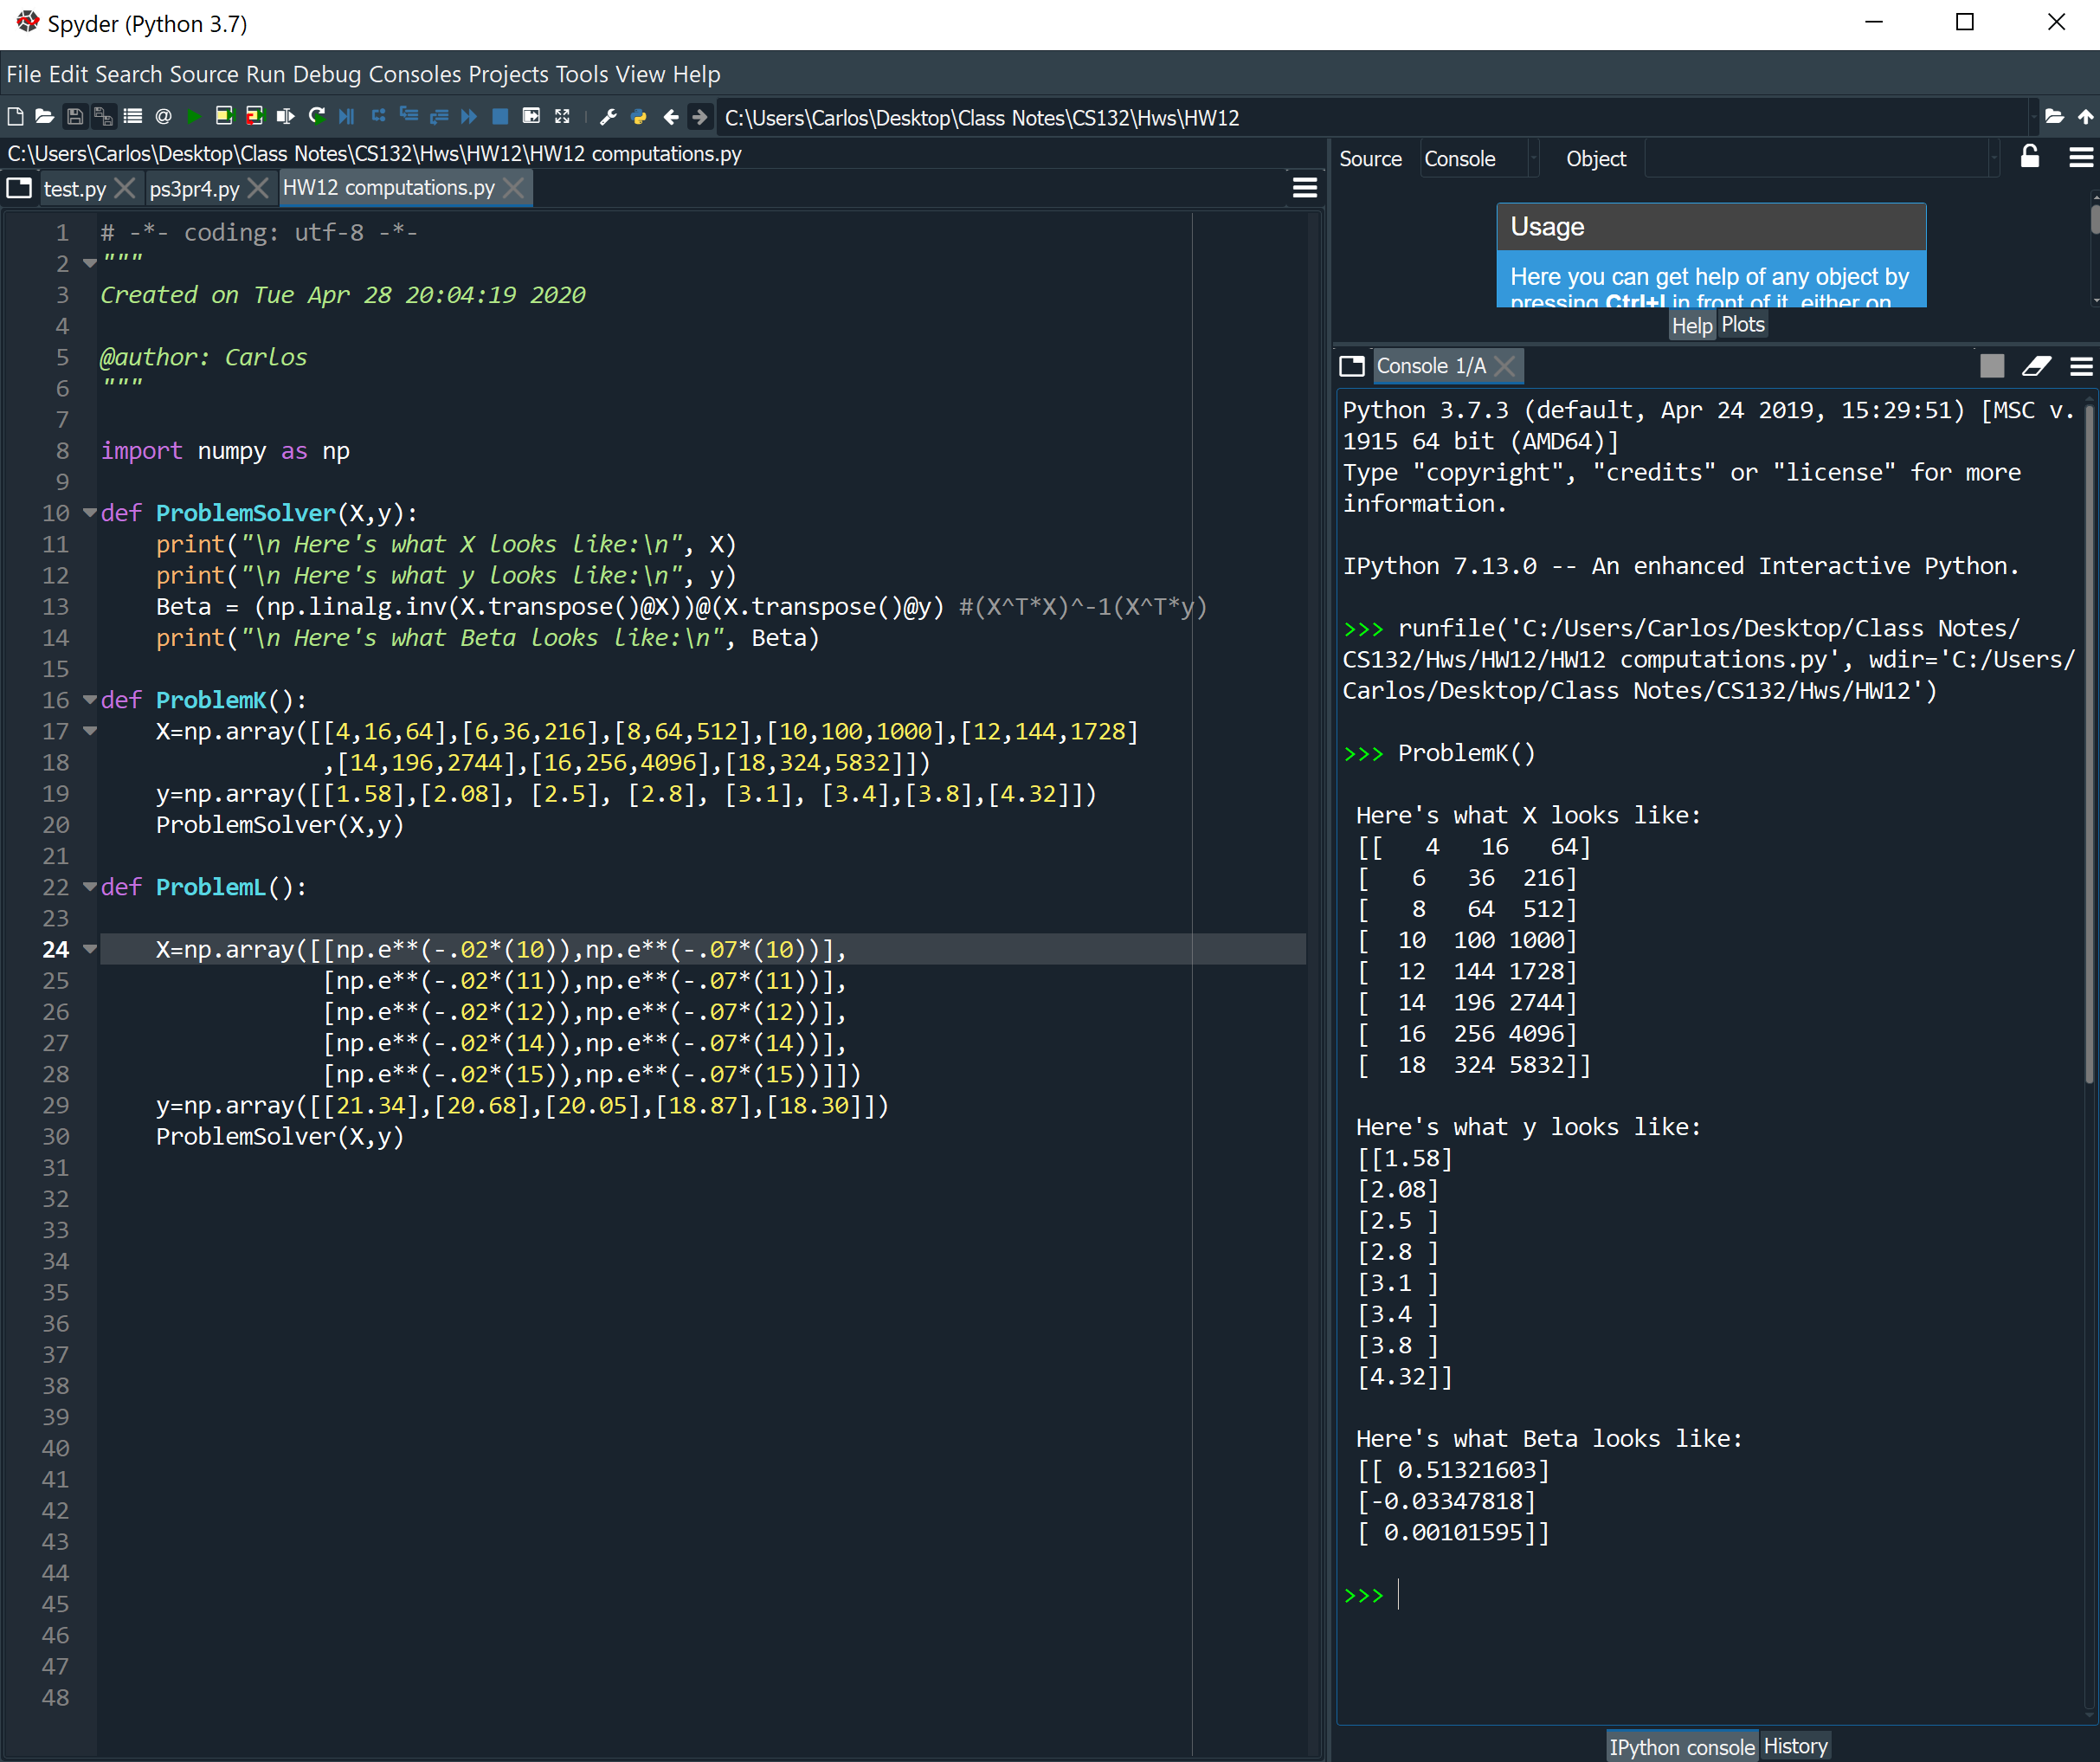 Spyder (Python 3.7)
File Edit Search Source Run Debug Consoles Projects Tools View Help
C:\Users\Carlos\Desktop\Class Notes\CS132\Hws\HW12
C:\Users\Carlos\Desktop\Class Notes\CS132\Hws\HW12\HW12 computations.py
test.py ps3pr4.py HW12 computations.py
1 # -*- coding: utf-8 -*-
2 """
3 Created on Tue Apr 28 20:04:19 2020
4
5 @author: Carlos
6 """
7
8 import numpy as np
9
10 def ProblemSolver(X,y):
11     print("\n Here's what X looks like:\n", X)
12     print("\n Here's what y looks like:\n", y)
13     Beta = (np.linalg.inv(X.transpose()@X))@(X.transpose()@y) #(X^T*X)^-1(X^T*y)
14     print("\n Here's what Beta looks like:\n", Beta)
15
16 def ProblemK():
17     X=np.array([[4,16,64],[6,36,216],[8,64,512],[10,100,1000],[12,144,1728]
18                 ,[14,196,2744],[16,256,4096],[18,324,5832]])
19     y=np.array([[1.58],[2.08], [2.5], [2.8], [3.1], [3.4],[3.8],[4.32]])
20     ProblemSolver(X,y)
21
22 def ProblemL():
23
24     X=np.array([[np.e**(-.02*(10)),np.e**(-.07*(10))],
25                 [np.e**(-.02*(11)),np.e**(-.07*(11))],
26                 [np.e**(-.02*(12)),np.e**(-.07*(12))],
27                 [np.e**(-.02*(14)),np.e**(-.07*(14))],
28                 [np.e**(-.02*(15)),np.e**(-.07*(15))]])
29     y=np.array([[21.34],[20.68],[20.05],[18.87],[18.30]])
30     ProblemSolver(X,y)
31
32
33
34
35
36
37
38
39
40
41
42
43
44
45
46
47
48
Source Console Object
Usage
Here you can get help of any object by
pressing Ctrl+I in front of it, either on
Help Plots
Console 1/A
Python 3.7.3 (default, Apr 24 2019, 15:29:51) [MSC v.
1915 64 bit (AMD64)]
Type "copyright", "credits" or "license" for more
information.
IPython 7.13.0 -- An enhanced Interactive Python.
>>> runfile('C:/Users/Carlos/Desktop/Class Notes/
CS132/Hws/HW12/HW12 computations.py', wdir='C:/Users/
Carlos/Desktop/Class Notes/CS132/Hws/HW12')
>>> ProblemK()
Here's what X looks like:
[[   4   16   64]
[   6   36  216]
[   8   64  512]
[  10  100 1000]
[  12  144 1728]
[  14  196 2744]
[  16  256 4096]
[  18  324 5832]]
Here's what y looks like:
[[1.58]
[2.08]
[2.5 ]
[2.8 ]
[3.1 ]
[3.4 ]
[3.8 ]
[4.32]]
Here's what Beta looks like:
[[ 0.51321603]
[-0.03347818]
[ 0.00101595]]
>>>
IPython console History